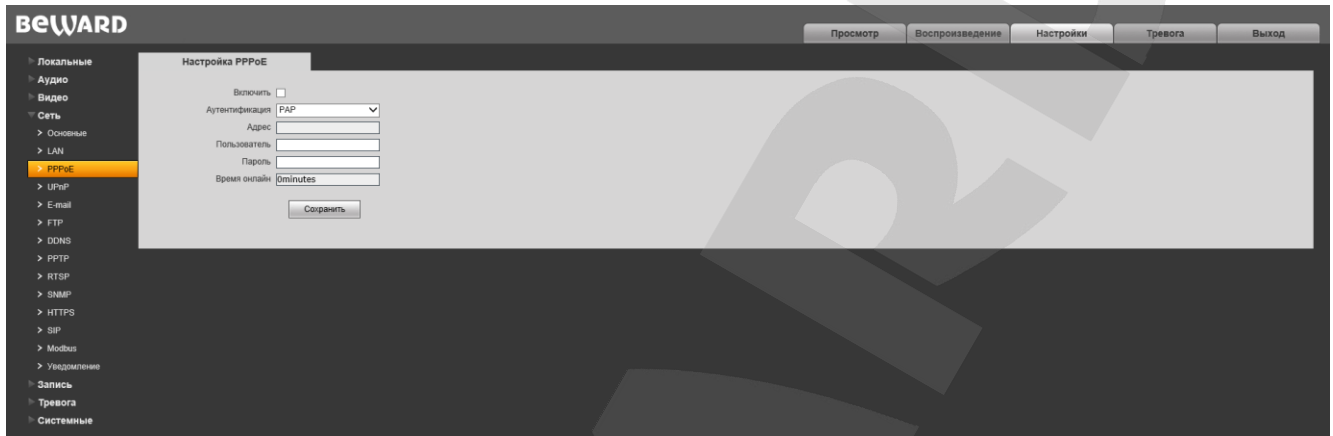 BEWARD
Просмотр
Воспроизведение
Настройки
Тревога
Выход
Локальные
Аудио
Видео
Сеть
> Основные
> LAN
> PPPoE
> UPnP
> E-mail
> FTP
> DDNS
> PPTP
> RTSP
> SNMP
> HTTPS
> SIP
> Modbus
> Уведомление
Запись
Тревога
Системные
Настройка PPPoE
Включить
Аутентификация PAP
Адрес
Пользователь
Пароль
Время онлайн 0minutes
Сохранить